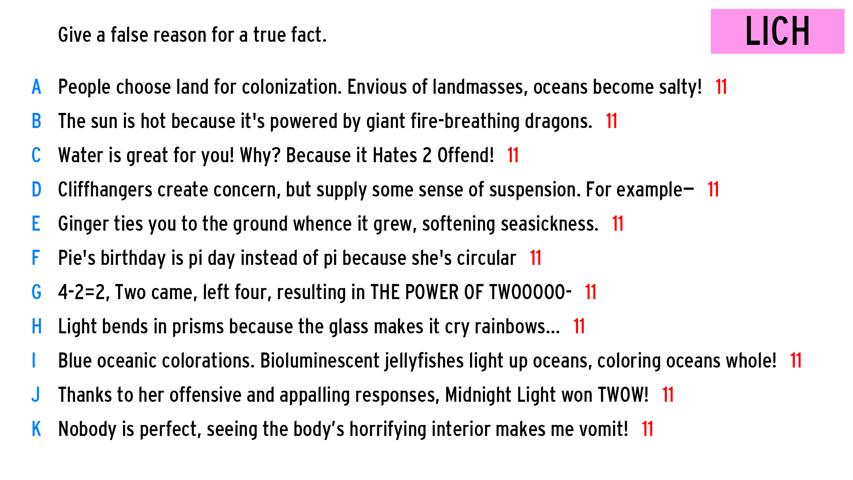 Give a false reason for a true fact.
LICH
A People choose land for colonization. Envious of landmasses, oceans become salty! 11
B The sun is hot because it's powered by giant fire-breathing dragons. 11
C Water is great for you! Why? Because it Hates 2 Offend! 11
D Cliffhangers create concern, but supply some sense of suspension. For example— 11
E Ginger ties you to the ground whence it grew, softening seasickness. 11
F Pie's birthday is pi day instead of pi because she's circular 11
G 4-2=2, Two came, left four, resulting in THE POWER OF TWOOOOO- 11
H Light bends in prisms because the glass makes it cry rainbows... 11
I Blue oceanic colorations. Bioluminescent jellyfishes light up oceans, coloring oceans whole! 11
J Thanks to her offensive and appalling responses, Midnight Light won TWOW! 11
K Nobody is perfect, seeing the body’s horrifying interior makes me vomit! 11